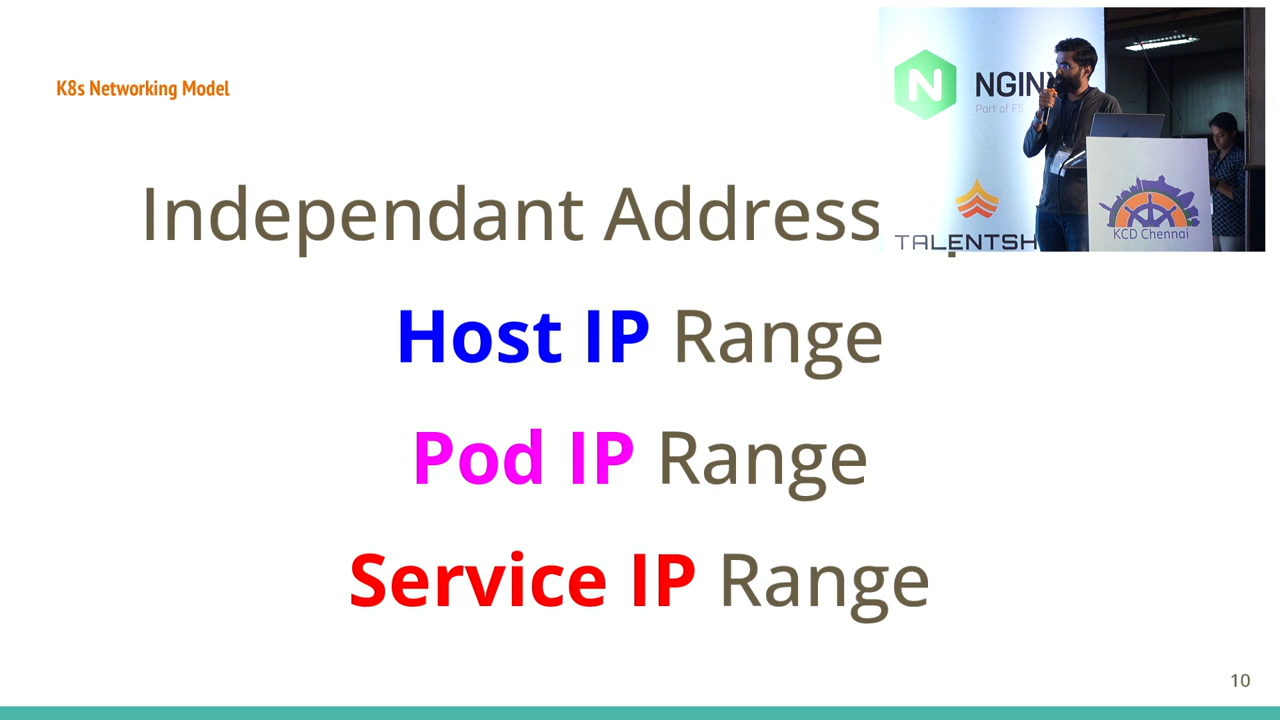 K8s Networking Model
Independant Address
Host IP Range
Pod IP Range
Service IP Range
10
NGINX
Part of F5
TALENTSH
KCD Chennai